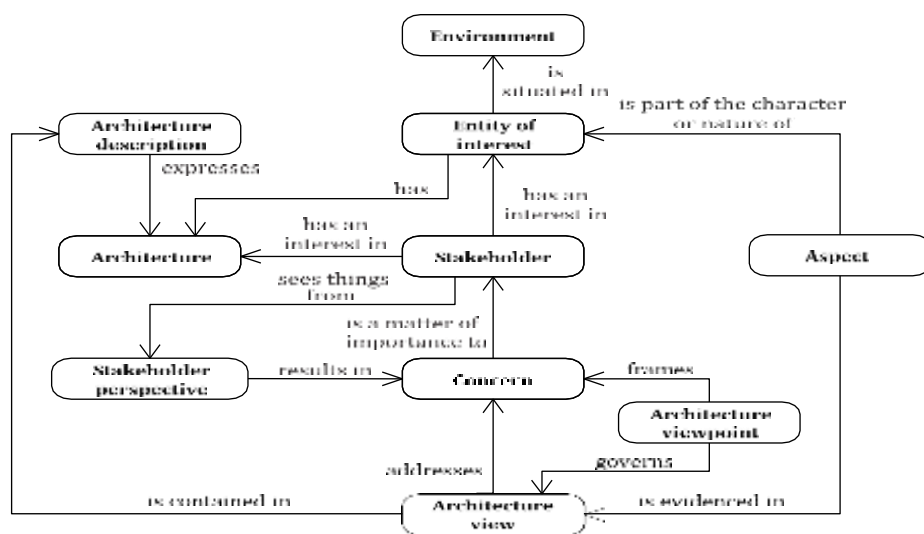 Environment
is
situated in
is part of the character
or nature of
Architecture
description
Entity of
interest
expresses
has
has an
interest in
has an
interest in
Architecture
Stakeholder
Aspect
sees things
from
is a matter of
importance to
Stakeholder
perspective
results in
Concern
frames
Architecture
viewpoint
addresses
governs
is contained in
Architecture
view
is evidenced in